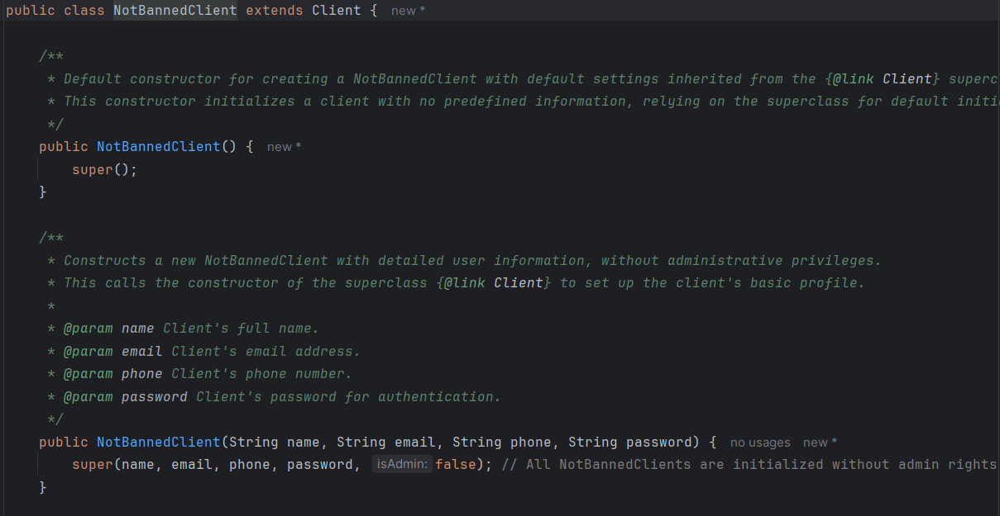 public class NotBannedClient extends Client { new *
/**
* Default constructor for creating a NotBannedClient with default settings inherited from the {@link Client}
* This constructor initializes a client with no predefined information, relying on the superclass for default
*/
public NotBannedClient() { new *
super();
}
/**
* Constructs a new NotBannedClient with detailed user information, without administrative privileges.
* This calls the constructor of the superclass {@link Client} to set up the client's basic profile.
*
* @param name Client's full name.
* @param email Client's email address.
* @param phone Client's phone number.
* @param password Client's password for authentication.
*/
public NotBannedClient(String name, String email, String phone, String password) { no usages new *
super(name, email, phone, password, isAdmin: false); // All NotBannedClients are initialized without admin rights
}